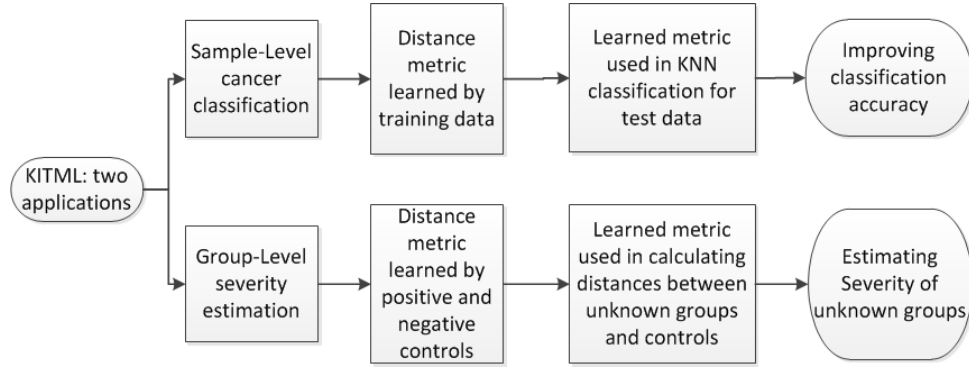 KITML: two
applications
Sample-Level
cancer
classification
Distance
metric
learned by
training data
Learned metric
used in KNN
classification for
test data
Improving
classification
accuracy
Group-Level
severity
estimation
Distance
metric
learned by
positive and
negative
controls
Learned metric
used in calculating
distances between
unknown groups
and controls
Estimating
Severity of
unknown groups